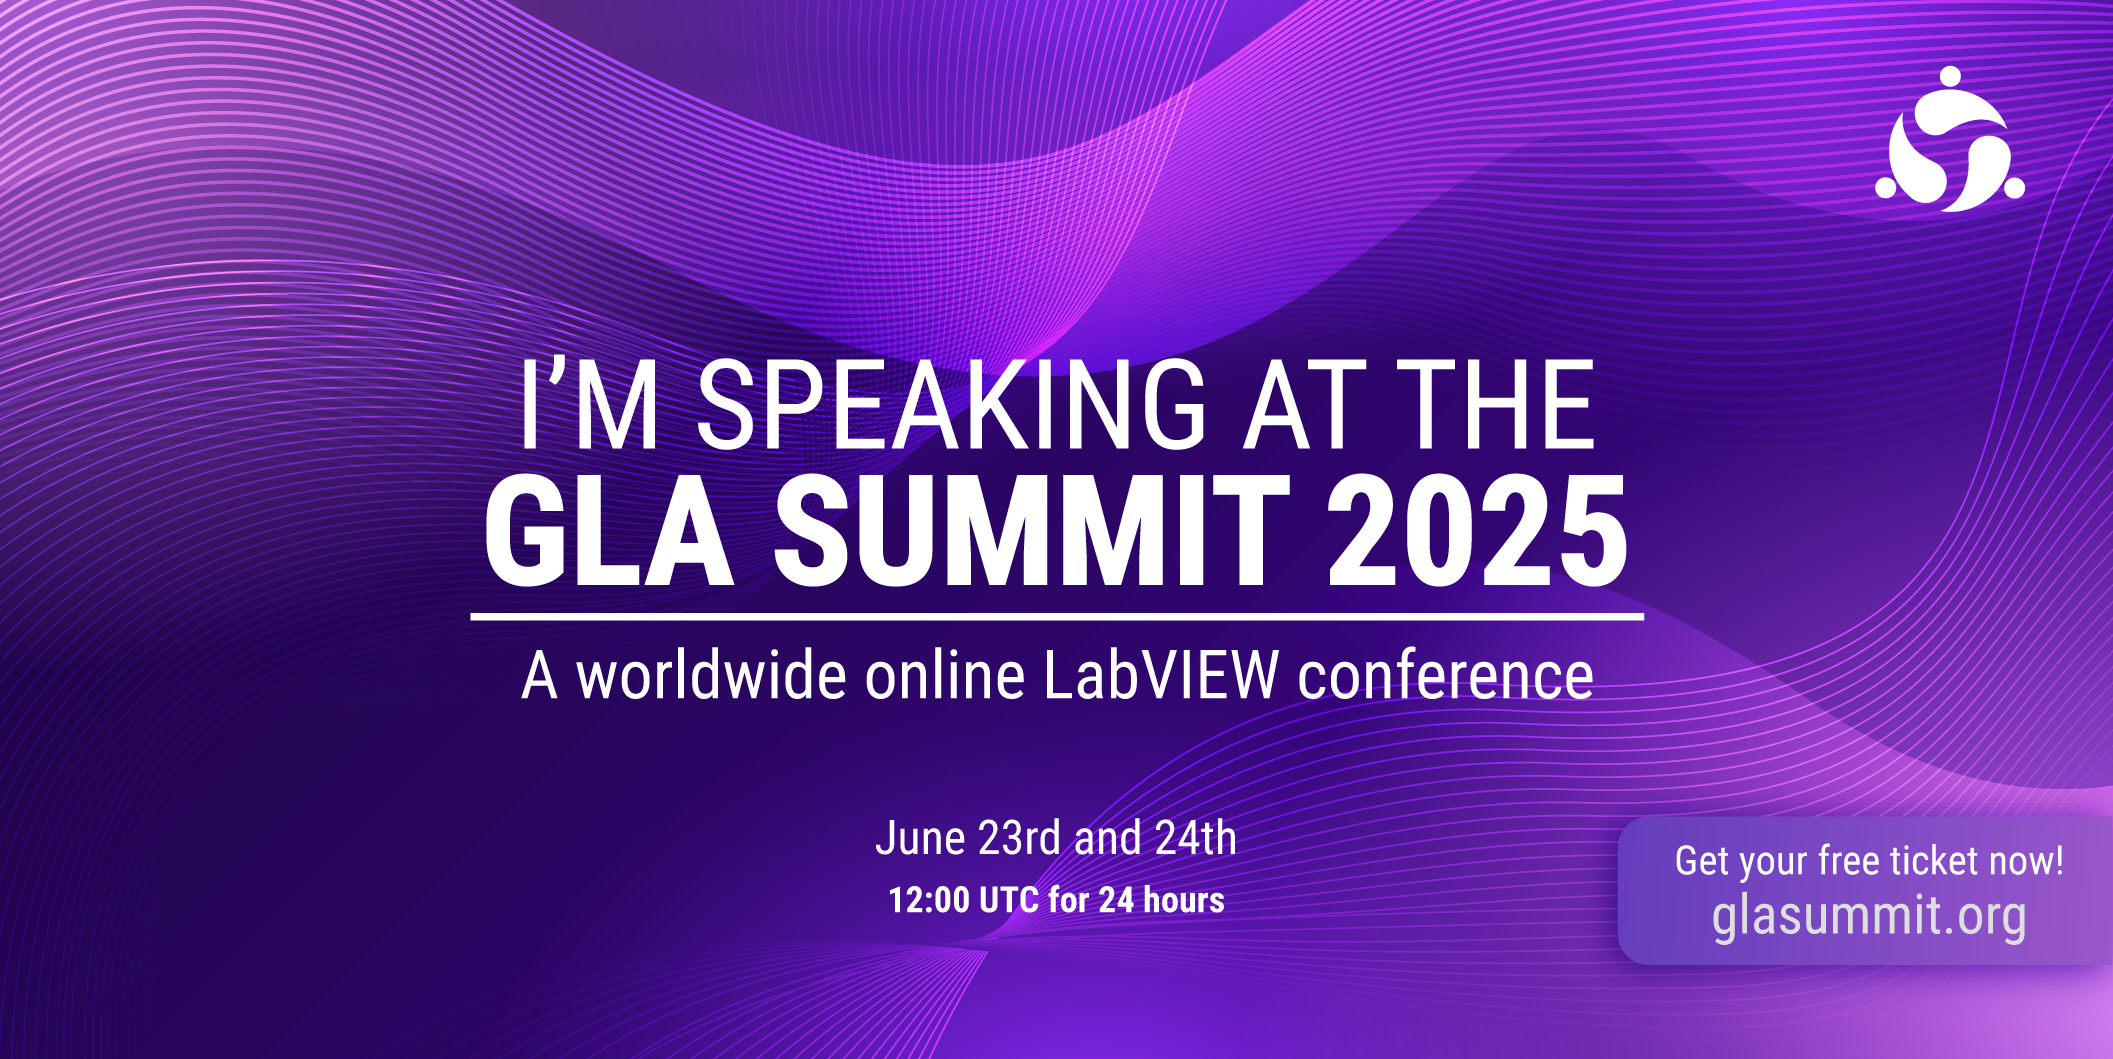 I’M SPEAKING AT THE
GLA SUMMIT 2025
A worldwide online LabVIEW conference
June 23rd and 24th
12:00 UTC for 24 hours
Get your free ticket now!
glasummit.org